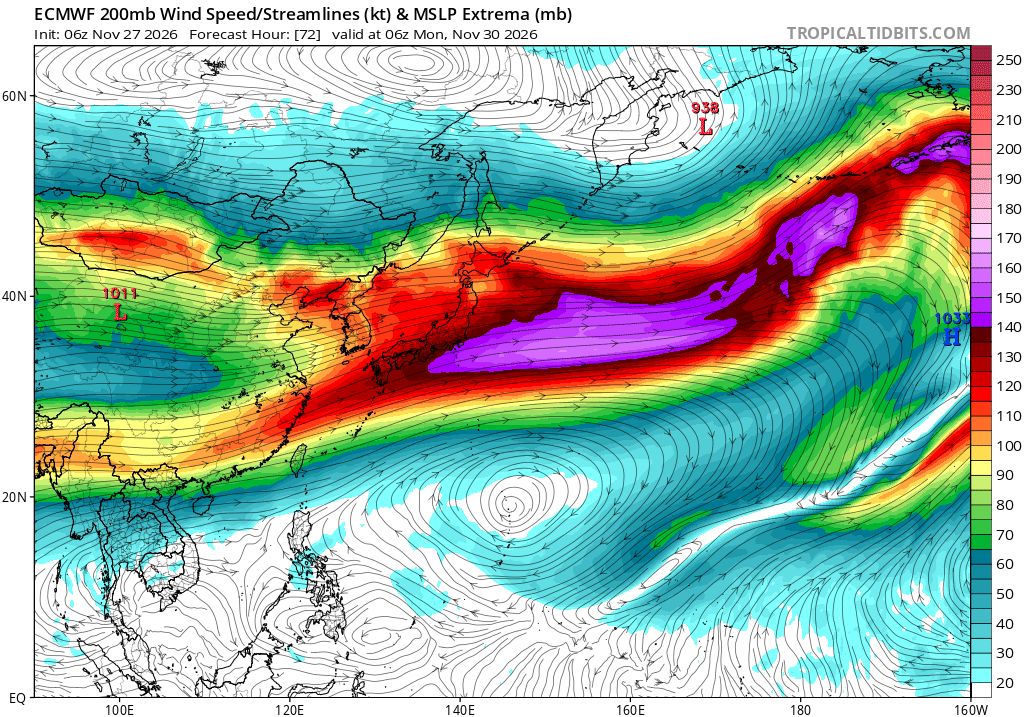 ECMWF 200mb Wind Speed/Streamlines (kt) & MSLP Extrema (mb)
Init: 06z Nov 27 2026 Forecast Hour: [72] valid at 06z Mon, Nov 30 2026
TROPICALTIDBITS.COM
250
230
210
200
190
180
170
160
150
140
130
120
110
100
90
80
70
60
50
40
30
20
60N
40N
20N
EQ
938
L
1011
L
1033
H
100E
120E
140E
160E
180
160W